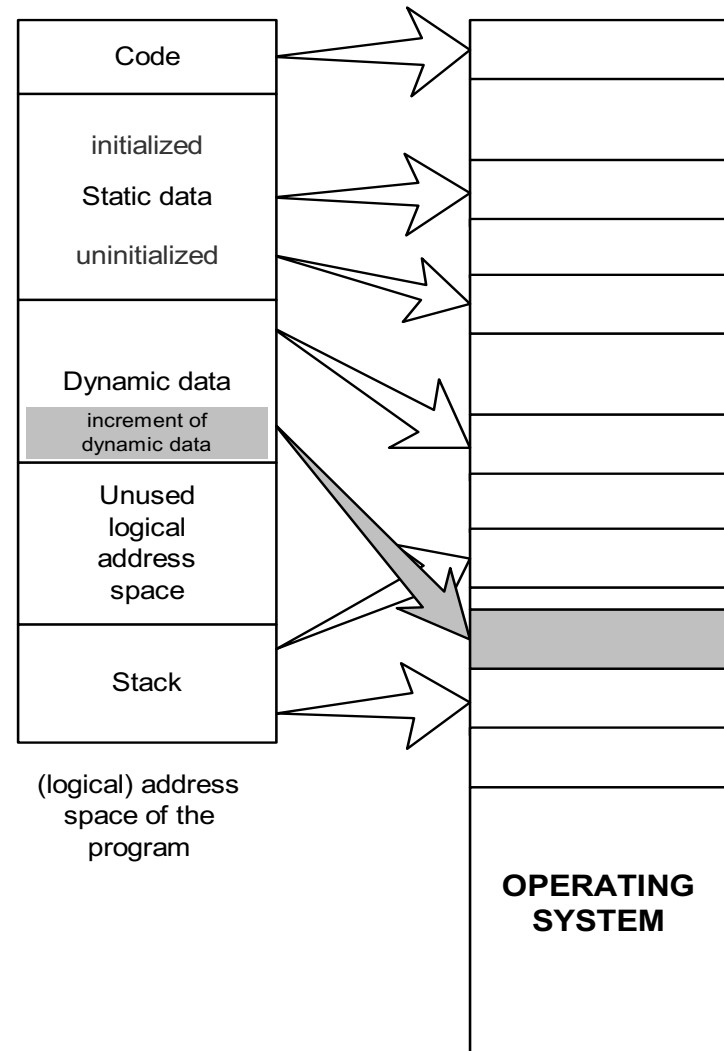 Code
initialized
Static data
uninitialized
Dynamic data
increment of
dynamic data
Unused
logical
address
space
Stack
(logical) address
space of the
program
OPERATING
SYSTEM